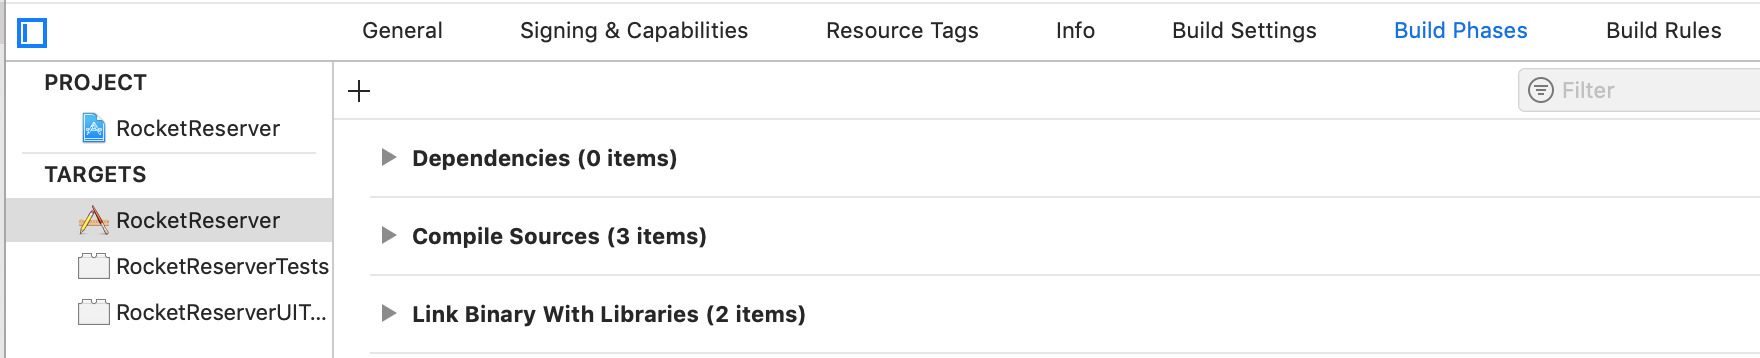 General Signing & Capabilities Resource Tags Info Build Settings Build Phases Build Rules
PROJECT
RocketReserver
TARGETS
RocketReserver
RocketReserverTests
RocketReserverUIT...
Filter
Dependencies (0 items)
Compile Sources (3 items)
Link Binary With Libraries (2 items)